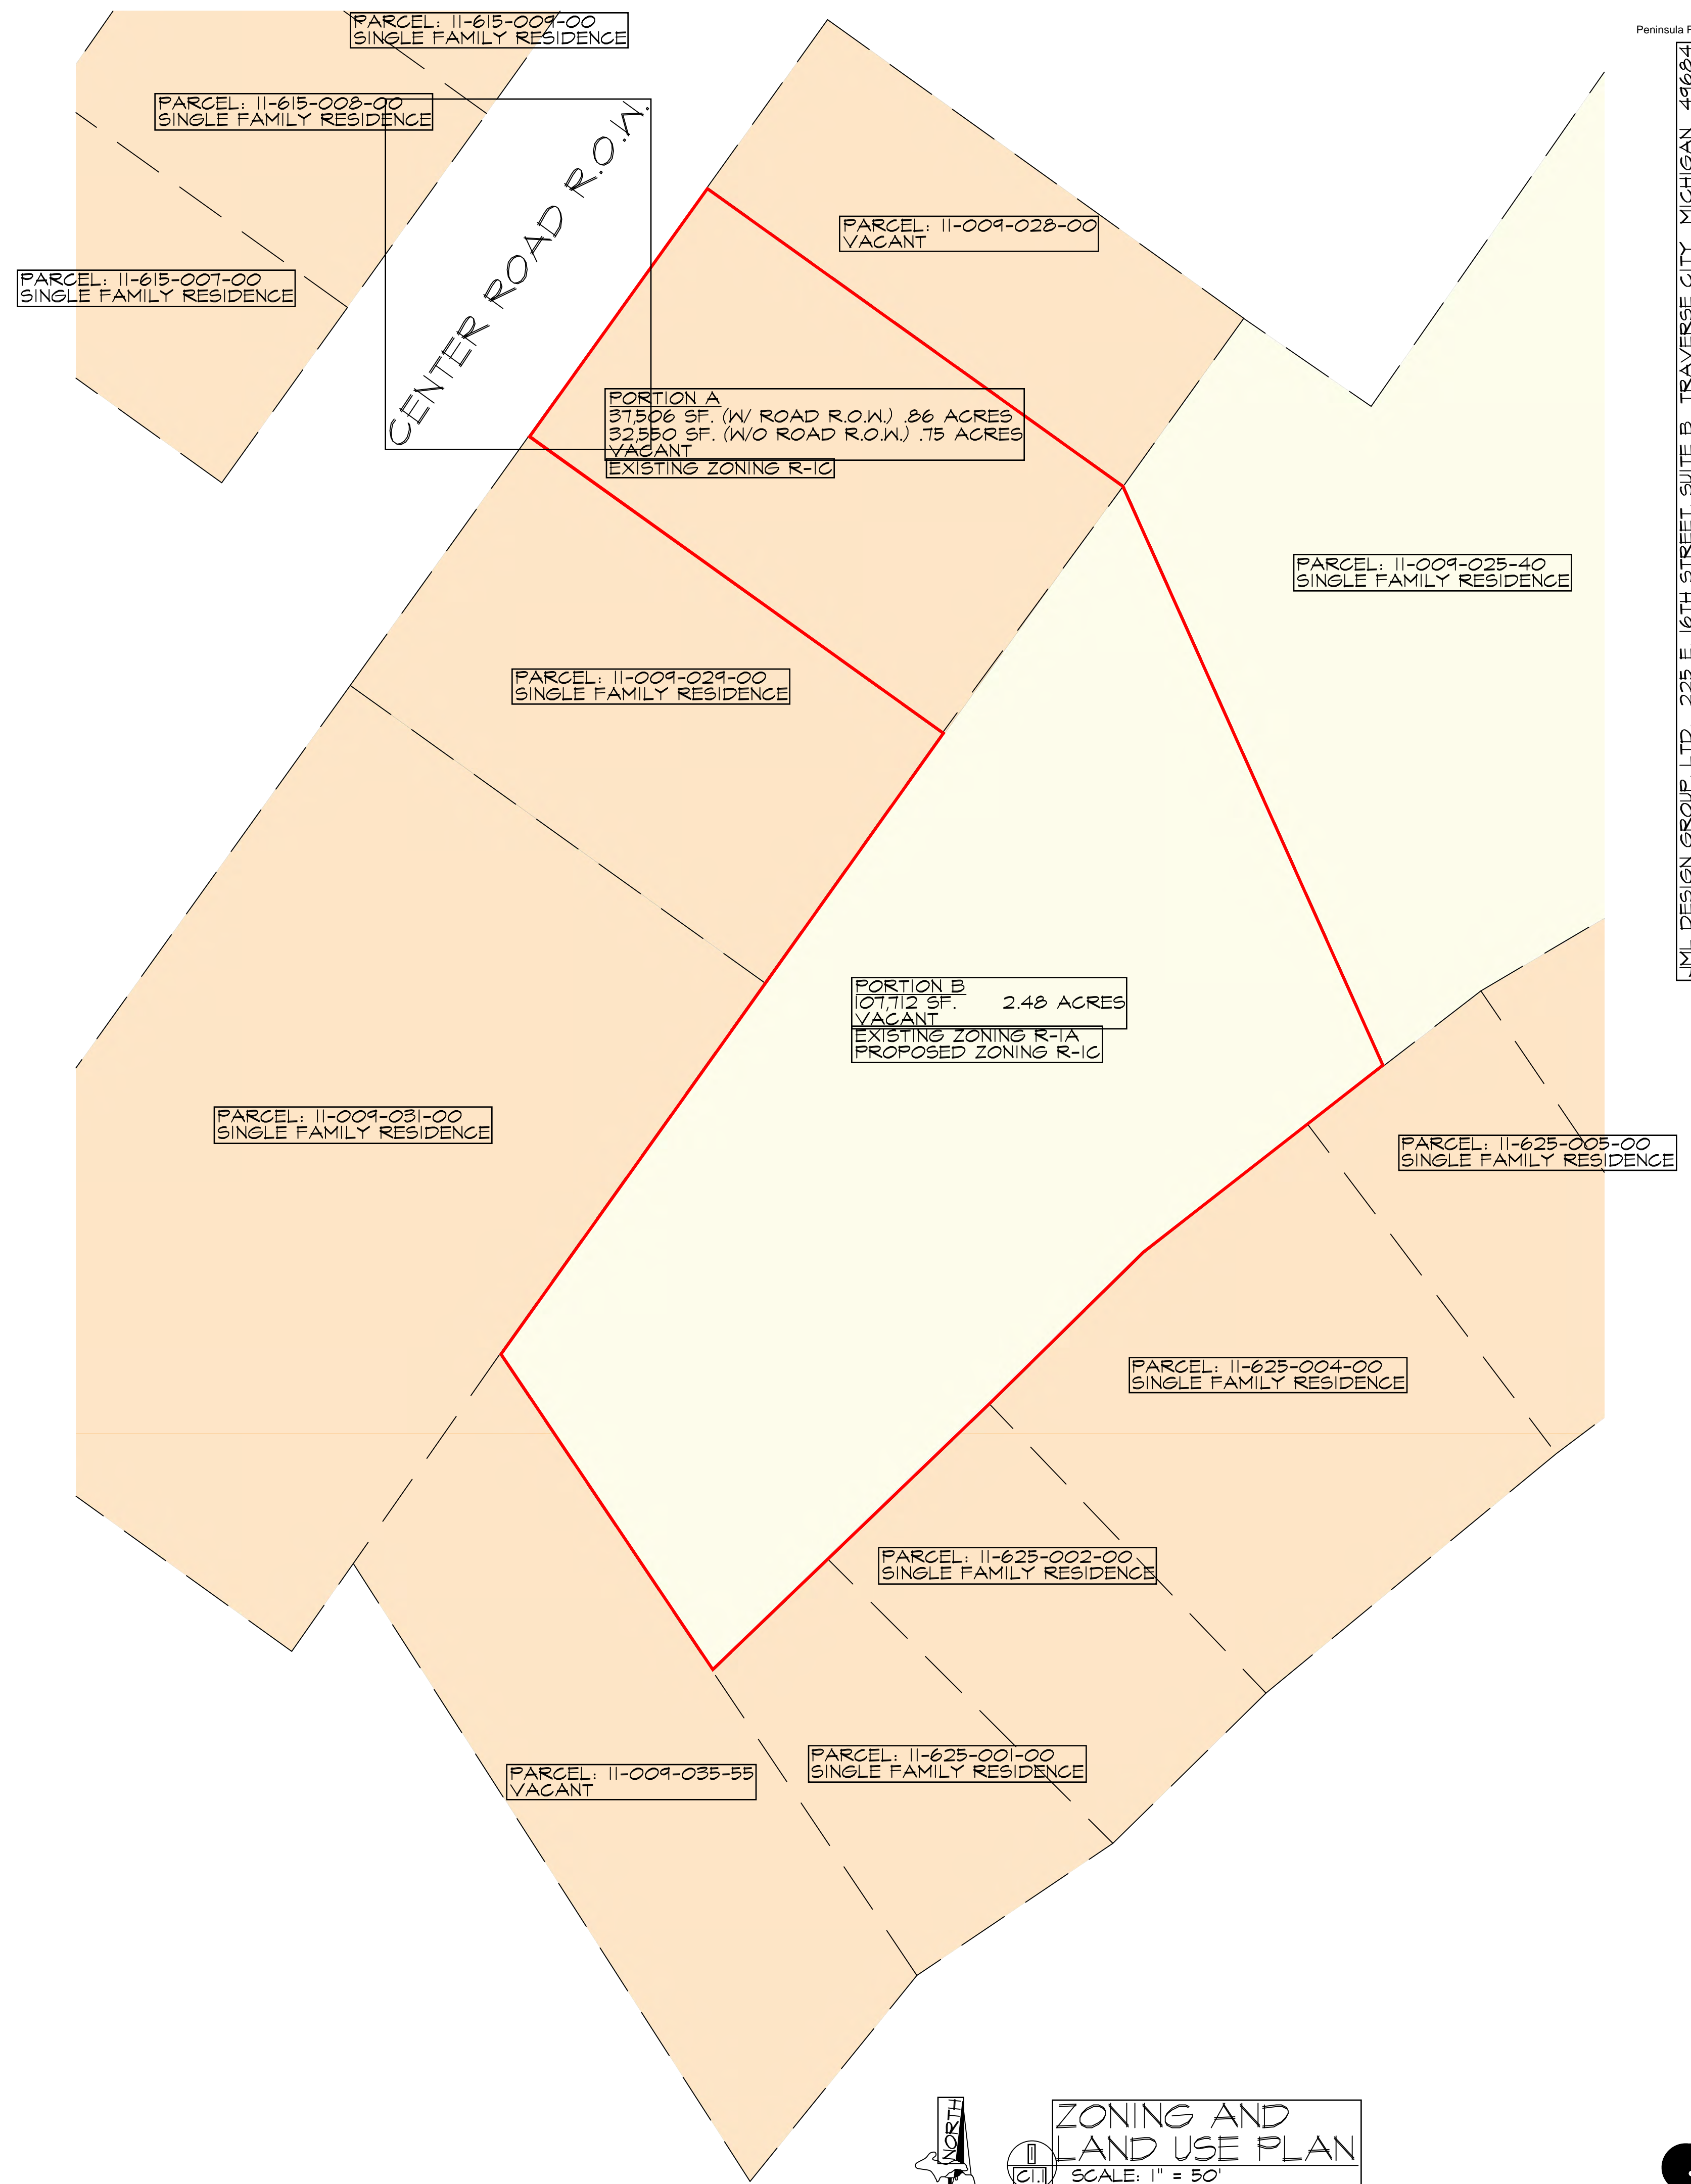 PARCEL: 11-615-009-00
SINGLE FAMILY RESIDENCE
Peninsula
PARCEL: 11-615-008-00
SINGLE FAMILY RESIDENCE
CENTER ROAD R.O.W.
PARCEL: 11-009-028-00
VACANT
PARCEL: 11-615-007-00
SINGLE FAMILY RESIDENCE
PORTION A
37,506 SF. (W/ ROAD R.O.W.) .86 ACRES
32,550 SF. (W/O ROAD R.O.W.) .75 ACRES
VACANT
EXISTING ZONING R-1C
PARCEL: 11-009-025-40
SINGLE FAMILY RESIDENCE
JML DESIGN GROUP, LTD. 225 E. 16TH STREET, SUITE B TRAVERSE CITY MICHIGAN 49684
PARCEL: 11-009-029-00
SINGLE FAMILY RESIDENCE
PORTION B
107,712 SF. 2.48 ACRES
VACANT
EXISTING ZONING R-1A
PROPOSED ZONING R-1C
PARCEL: 11-009-031-00
SINGLE FAMILY RESIDENCE
PARCEL: 11-625-005-00
SINGLE FAMILY RESIDENCE
PARCEL: 11-625-004-00
SINGLE FAMILY RESIDENCE
PARCEL: 11-625-002-00
SINGLE FAMILY RESIDENCE
PARCEL: 11-625-001-00
SINGLE FAMILY RESIDENCE
PARCEL: 11-009-035-55
VACANT
NORTH
1
C1.1
ZONING AND
LAND USE PLAN
SCALE: 1" = 50'